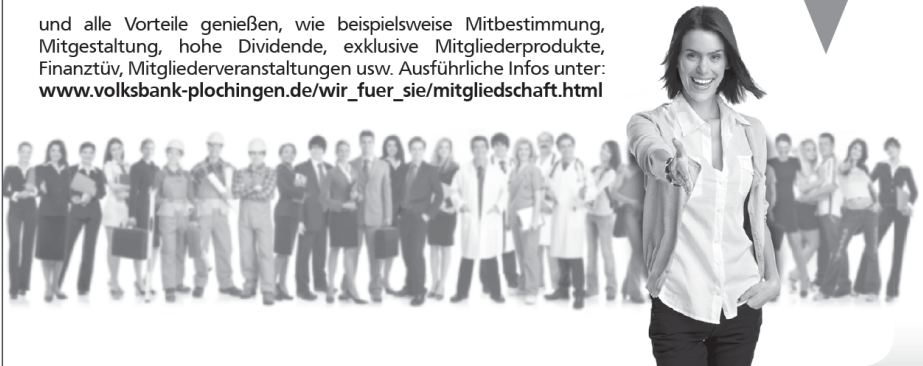 und alle Vorteile genießen, wie beispielsweise Mitbestimmung,
Mitgestaltung, hohe Dividende, exklusive Mitgliederprodukte,
Finanztüv, Mitgliederveranstaltungen usw. Ausführliche Infos unter:
www.volksbank-plochingen.de/wir_fuer_sie/mitgliedschaft.html